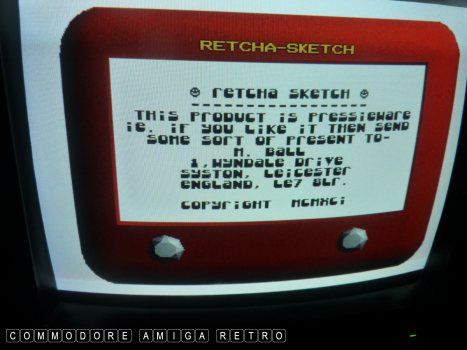 RETCHA-SKETCH
☻ retcha sketch ☻
--------------------
This product is pressieware
ie. if you like it then send
some sort of present to-
M. Ball
1,Wyndale Drive
Syston, Leicester
England, Le7 8Lr.
Copyright MCMXCi
COMMODORE AMIGA RETRO